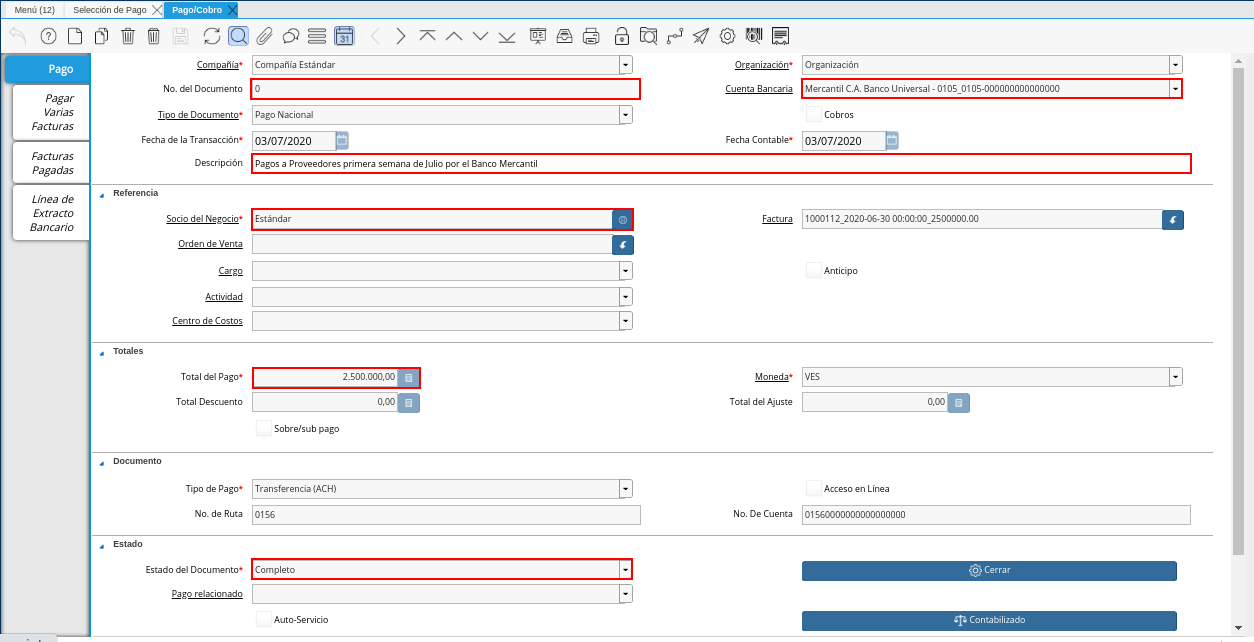 Menú (12) Selección de Pago Pago/Cobro
31
Pago
Pagar Varias Facturas
Facturas Pagadas
Línea de Extracto Bancario
Compañía* Compañía Estándar Organización* Organización
No. del Documento 0 Cuenta Bancaria Mercantil C.A. Banco Universal - 0105_0105-000000000000000
Tipo de Documento* Pago Nacional Cobros
Fecha de la Transacción* 03/07/2020 Fecha Contable* 03/07/2020
Descripción Pagos a Proveedores primera semana de Julio por el Banco Mercantil
Referencia
Socio del Negocio* Estándar Factura 1000112_2020-06-30 00:00:00_2500000.00
Orden de Venta
Cargo Anticipo
Actividad
Centro de Costos
Totales
Total del Pago* 2.500.000,00 Moneda* VES
Total Descuento 0,00 Total del Ajuste 0,00
Sobre/sub pago
Documento
Tipo de Pago* Transferencia (ACH) Acceso en Línea
No. de Ruta 0156 No. De Cuenta 01560000000000000000
Estado
Estado del Documento* Completo Cerrar
Pago relacionado
Auto-Servicio Contabilizado